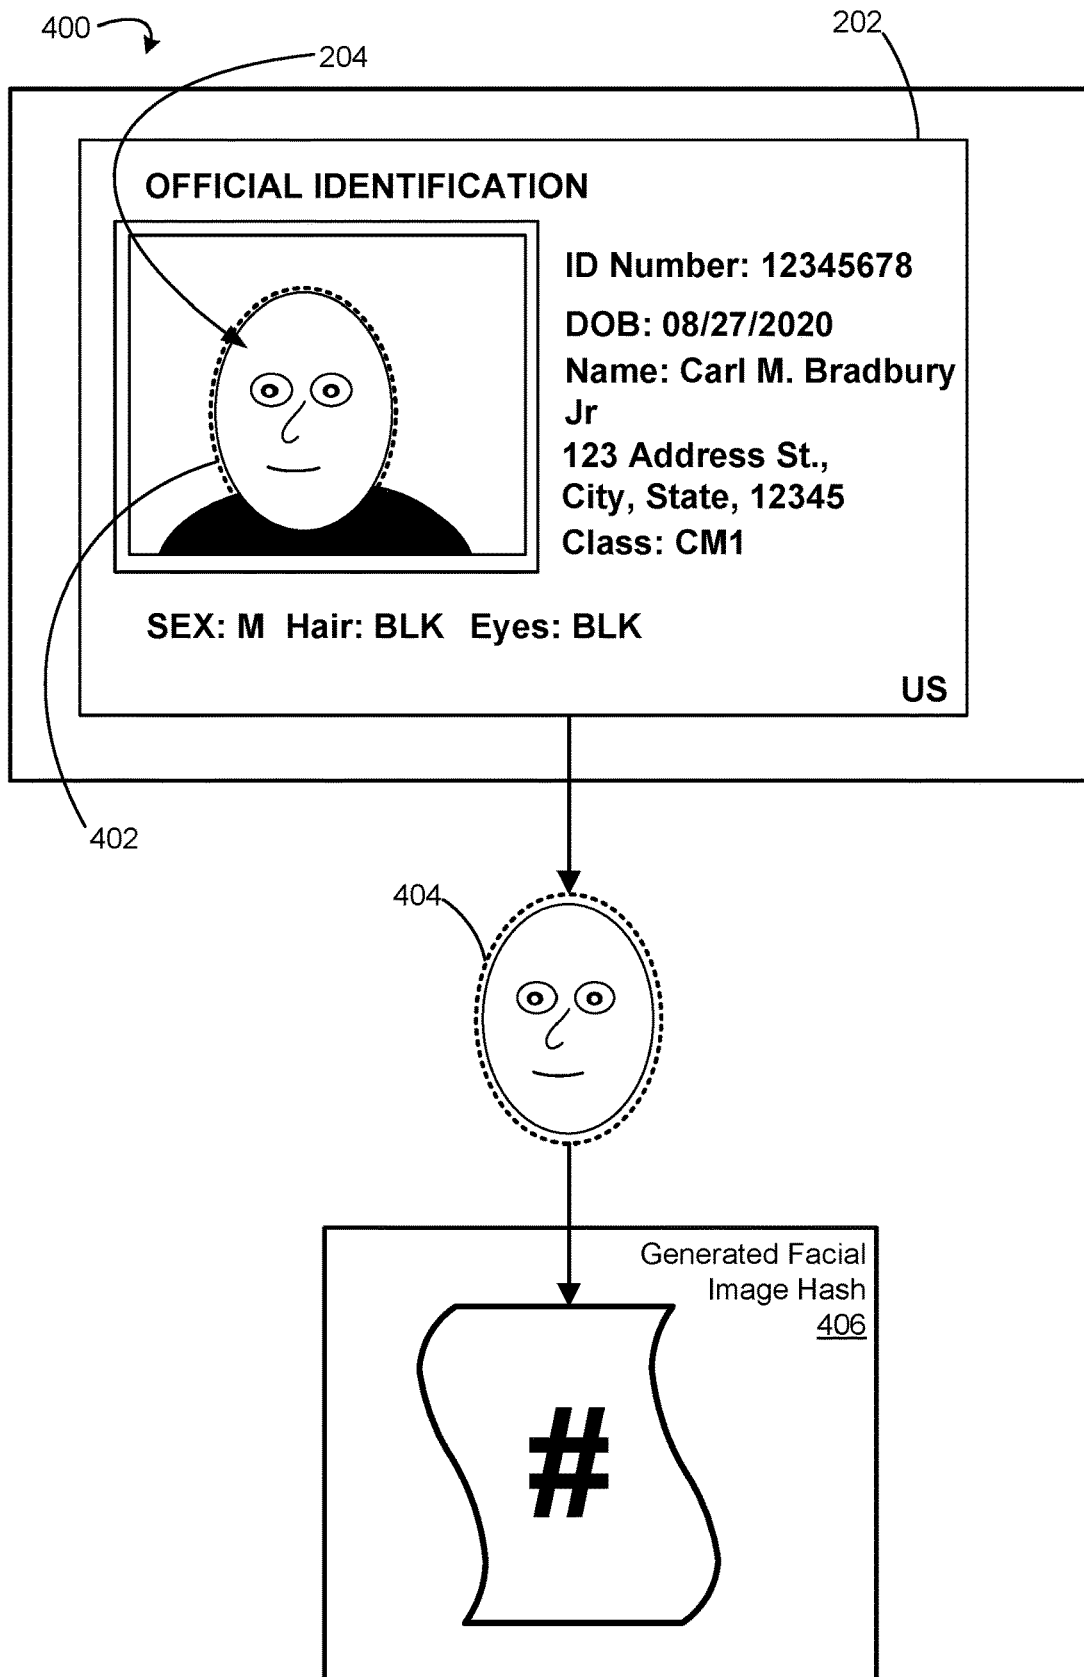 400
204
202
OFFICIAL IDENTIFICATION
ID Number: 12345678
DOB: 08/27/2020
Name: Carl M. Bradbury
Jr
123 Address St.,
City, State, 12345
Class: CM1
SEX: M Hair: BLK Eyes: BLK
US
402
404
Generated Facial
Image Hash
406
#